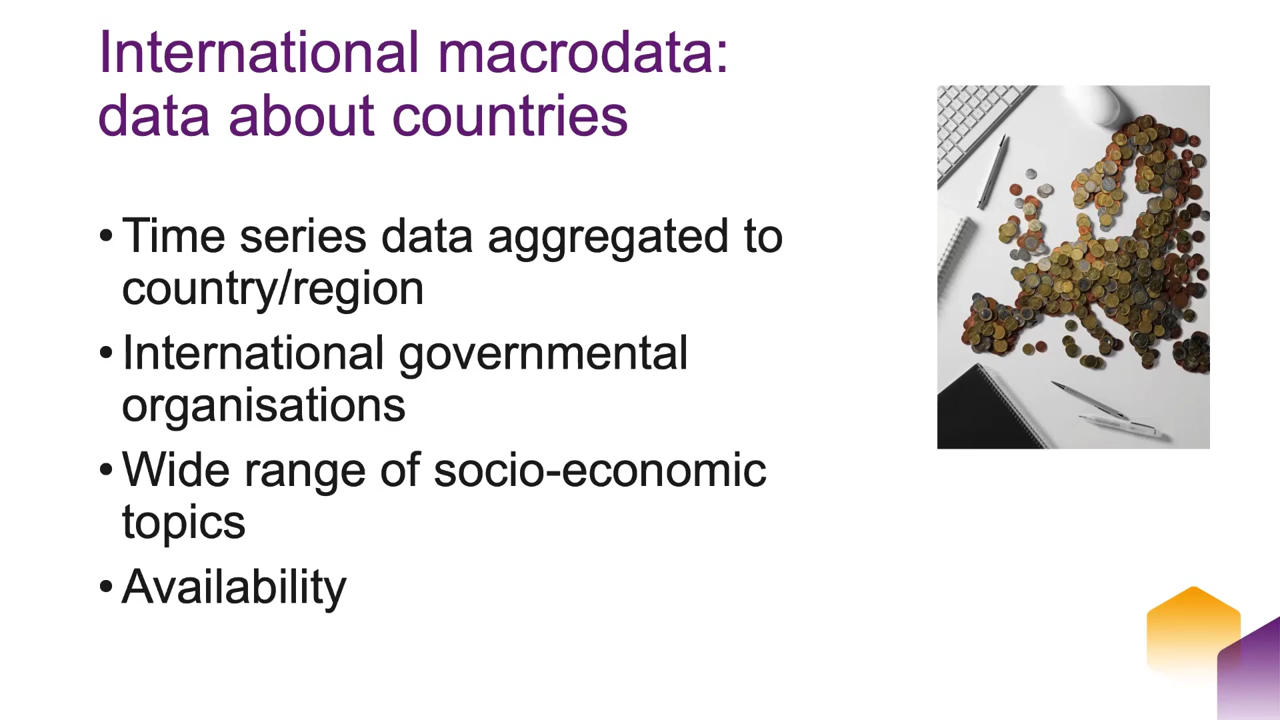 International macrodata:
data about countries
• Time series data aggregated to
country/region
• International governmental
organisations
• Wide range of socio-economic
topics
• Availability